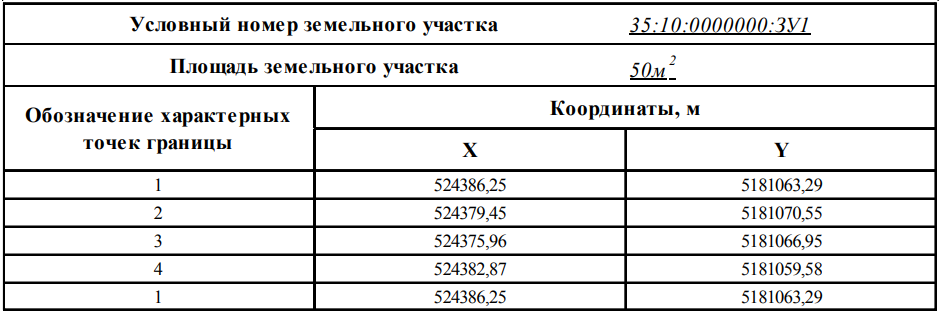 Условный номер земельного участка 35:10:0000000:ЗУ1
Площадь земельного участка 50м²
Обозначение характерных точек границы
Координаты, м
X Y
1 524386,25 5181063,29
2 524379,45 5181070,55
3 524375,96 5181066,95
4 524382,87 5181059,58
1 524386,25 5181063,29